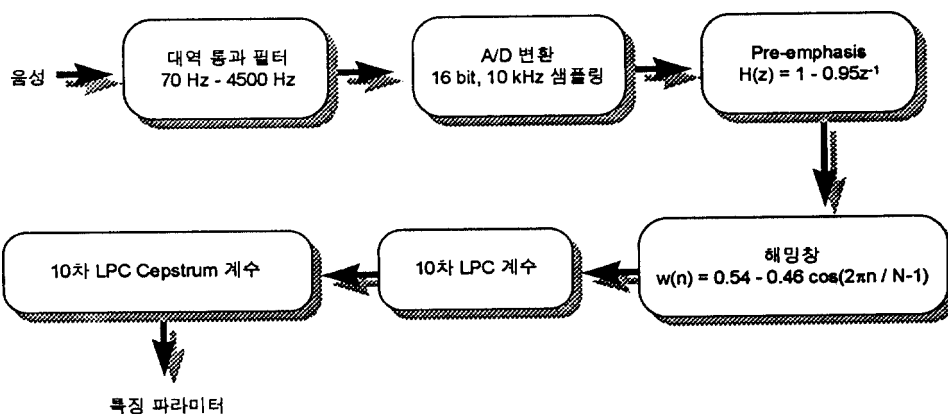 음성
대역 통과 필터
70 Hz - 4500 Hz
A/D 변환
16 bit, 10 kHz 샘플링
Pre-emphasis
H(z) = 1 - 0.95z⁻¹
해밍창
w(n) = 0.54 - 0.46 cos(2πn / N-1)
10차 LPC 계수
10차 LPC Cepstrum 계수
특징 파라미터